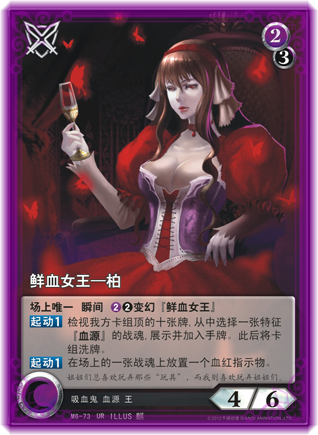 2
3
鲜血女王—柏
场上唯一 瞬间 2 2 变幻『鲜血女王』
起动1 检视我方卡组顶的十张牌,从中选择一张特征
『血源』的战魂,展示并加入手牌。此后将卡
组洗牌。
起动1 在场上的一张战魂上放置一个血红指示物。
吸血鬼 血源 王
4 / 6
M6-73 UR ILLUS